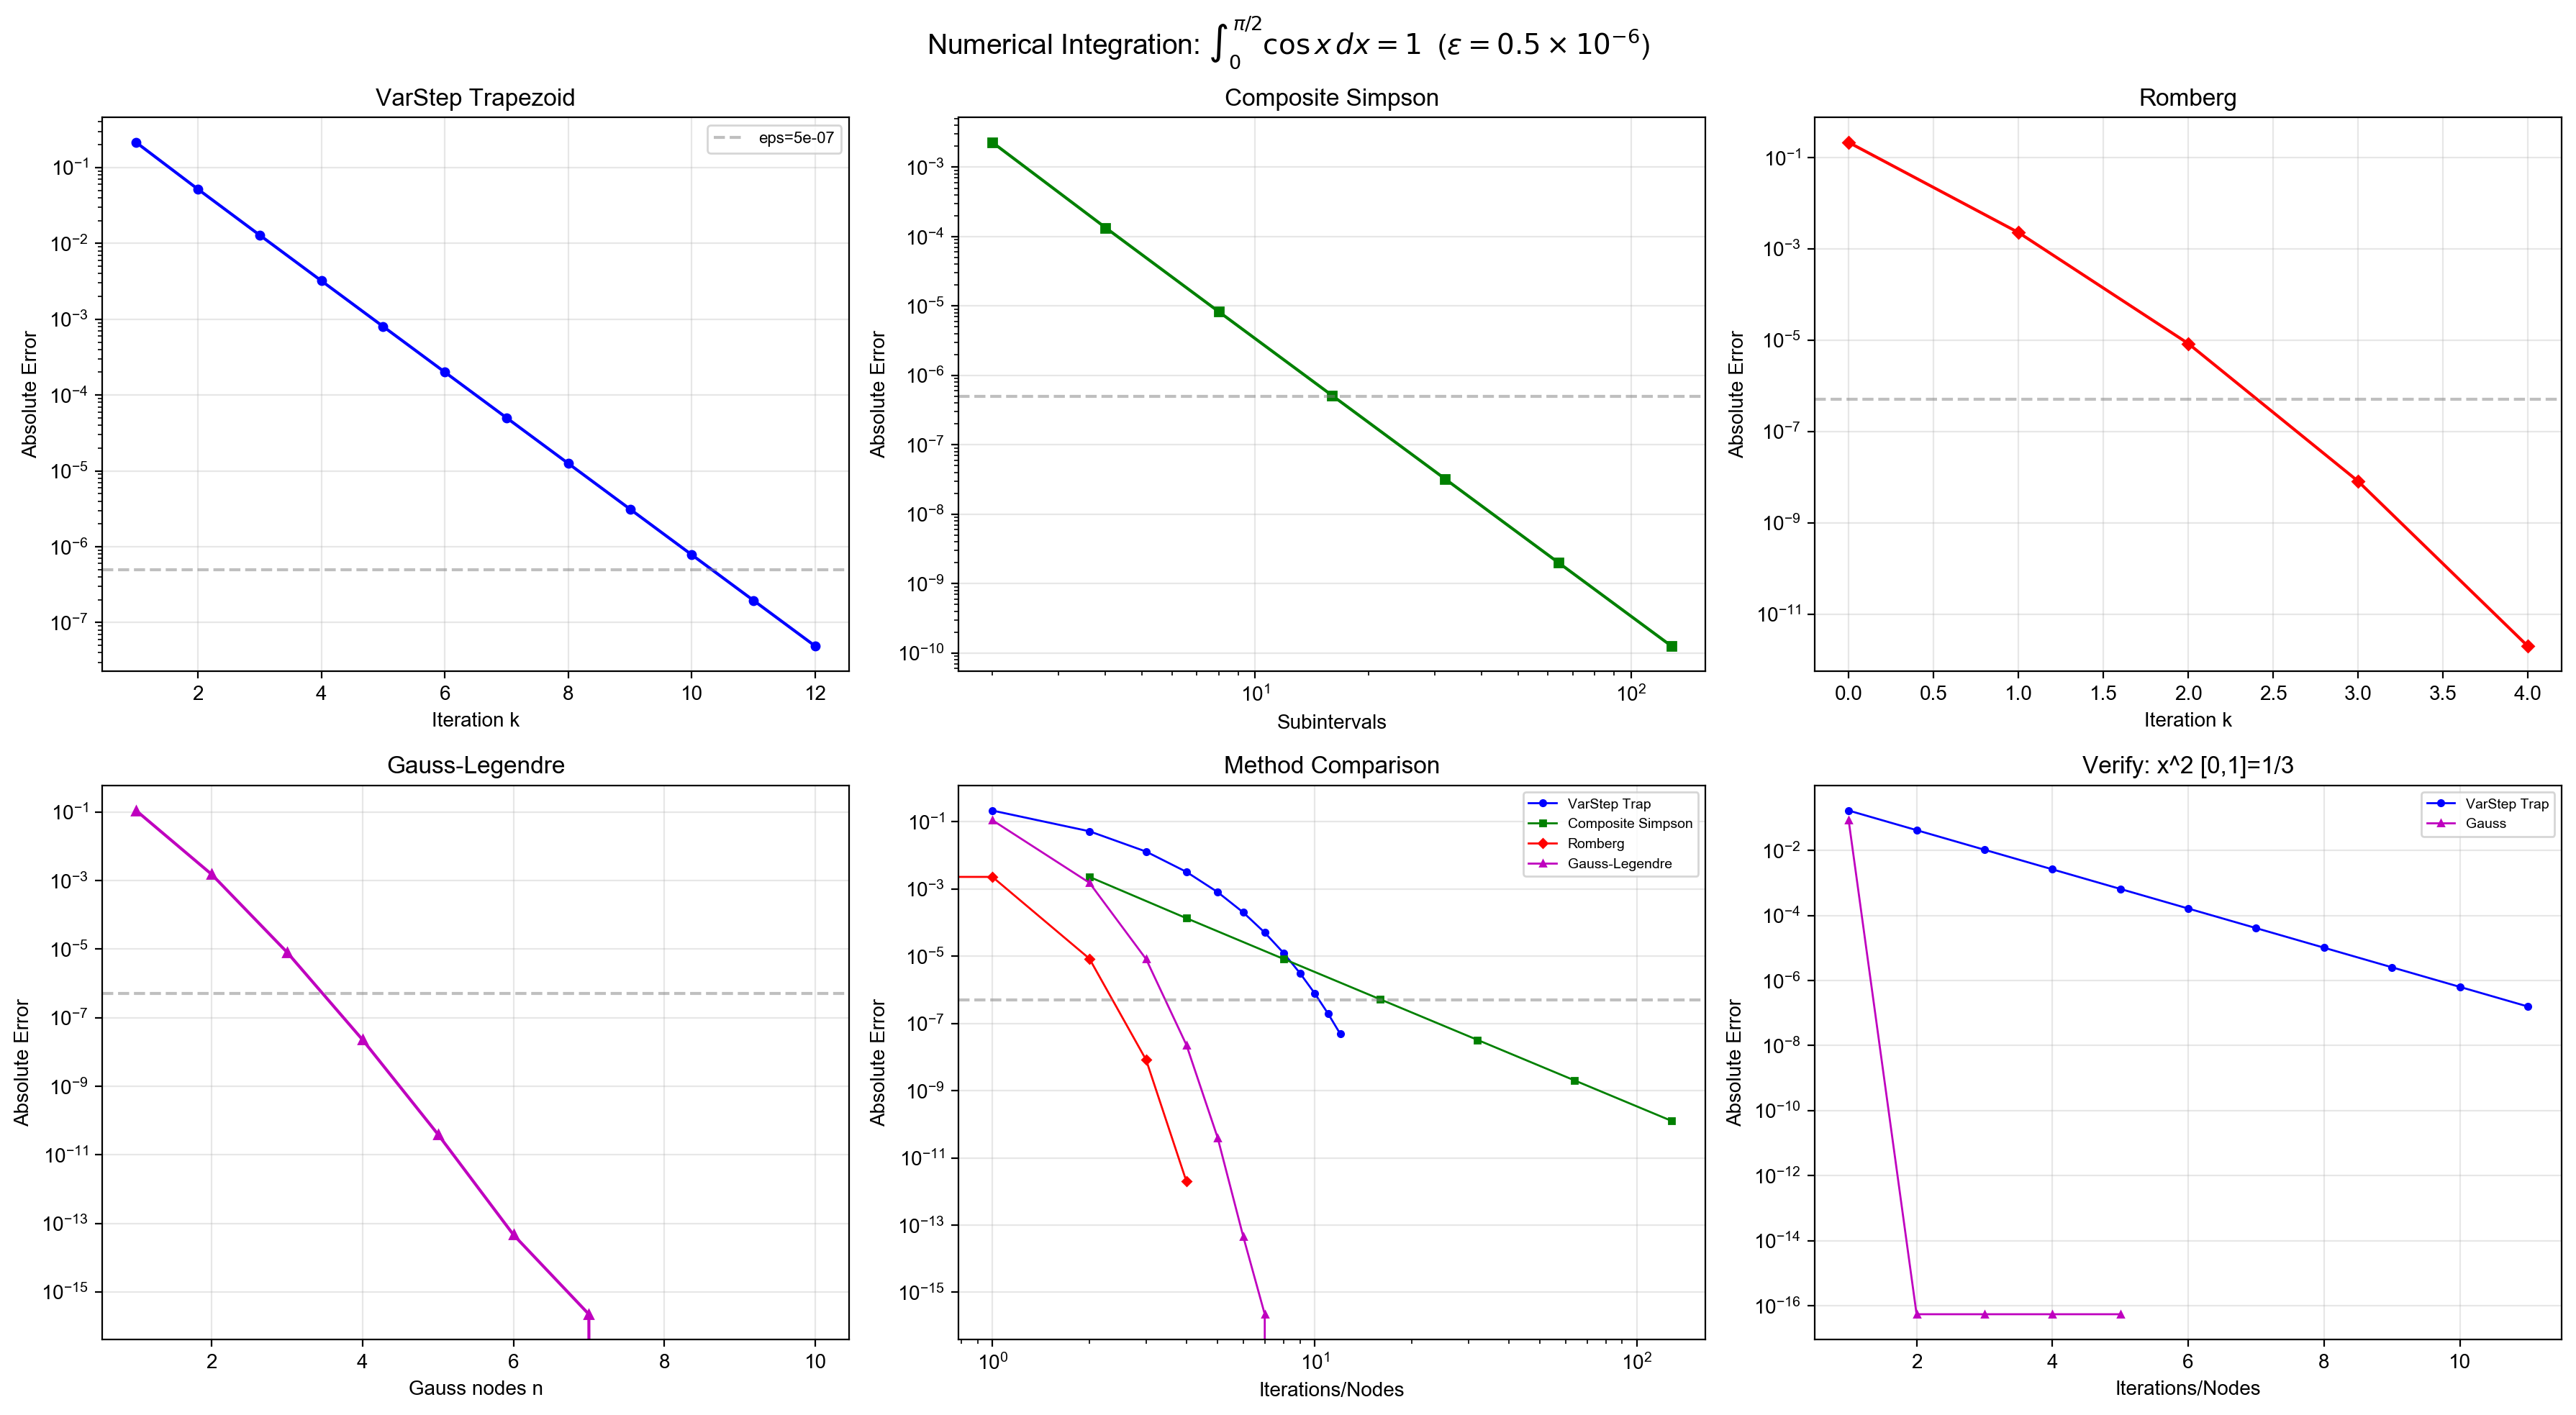 Numerical Integration: ∫₀^{π/2} cos x dx = 1 (ε = 0.5 × 10⁻⁶)
VarStep Trapezoid
eps=5e-07
Absolute Error
10⁻¹
10⁻²
10⁻³
10⁻⁴
10⁻⁵
10⁻⁶
10⁻⁷
2 4 6 8 10 12
Iteration k
Composite Simpson
Absolute Error
10⁻³
10⁻⁴
10⁻⁵
10⁻⁶
10⁻⁷
10⁻⁸
10⁻⁹
10⁻¹⁰
10¹ 10²
Subintervals
Romberg
Absolute Error
10⁻¹
10⁻³
10⁻⁵
10⁻⁷
10⁻⁹
10⁻¹¹
0.0 0.5 1.0 1.5 2.0 2.5 3.0 3.5 4.0
Iteration k
Gauss-Legendre
Absolute Error
10⁻¹
10⁻³
10⁻⁵
10⁻⁷
10⁻⁹
10⁻¹¹
10⁻¹³
10⁻¹⁵
2 4 6 8 10
Gauss nodes n
Method Comparison
VarStep Trap
Composite Simpson
Romberg
Gauss-Legendre
Absolute Error
10⁻¹
10⁻³
10⁻⁵
10⁻⁷
10⁻⁹
10⁻¹¹
10⁻¹³
10⁻¹⁵
10⁰ 10¹ 10²
Iterations/Nodes
Verify: x^2 [0,1]=1/3
VarStep Trap
Gauss
Absolute Error
10⁻²
10⁻⁴
10⁻⁶
10⁻⁸
10⁻¹⁰
10⁻¹²
10⁻¹⁴
10⁻¹⁶
2 4 6 8 10
Iterations/Nodes